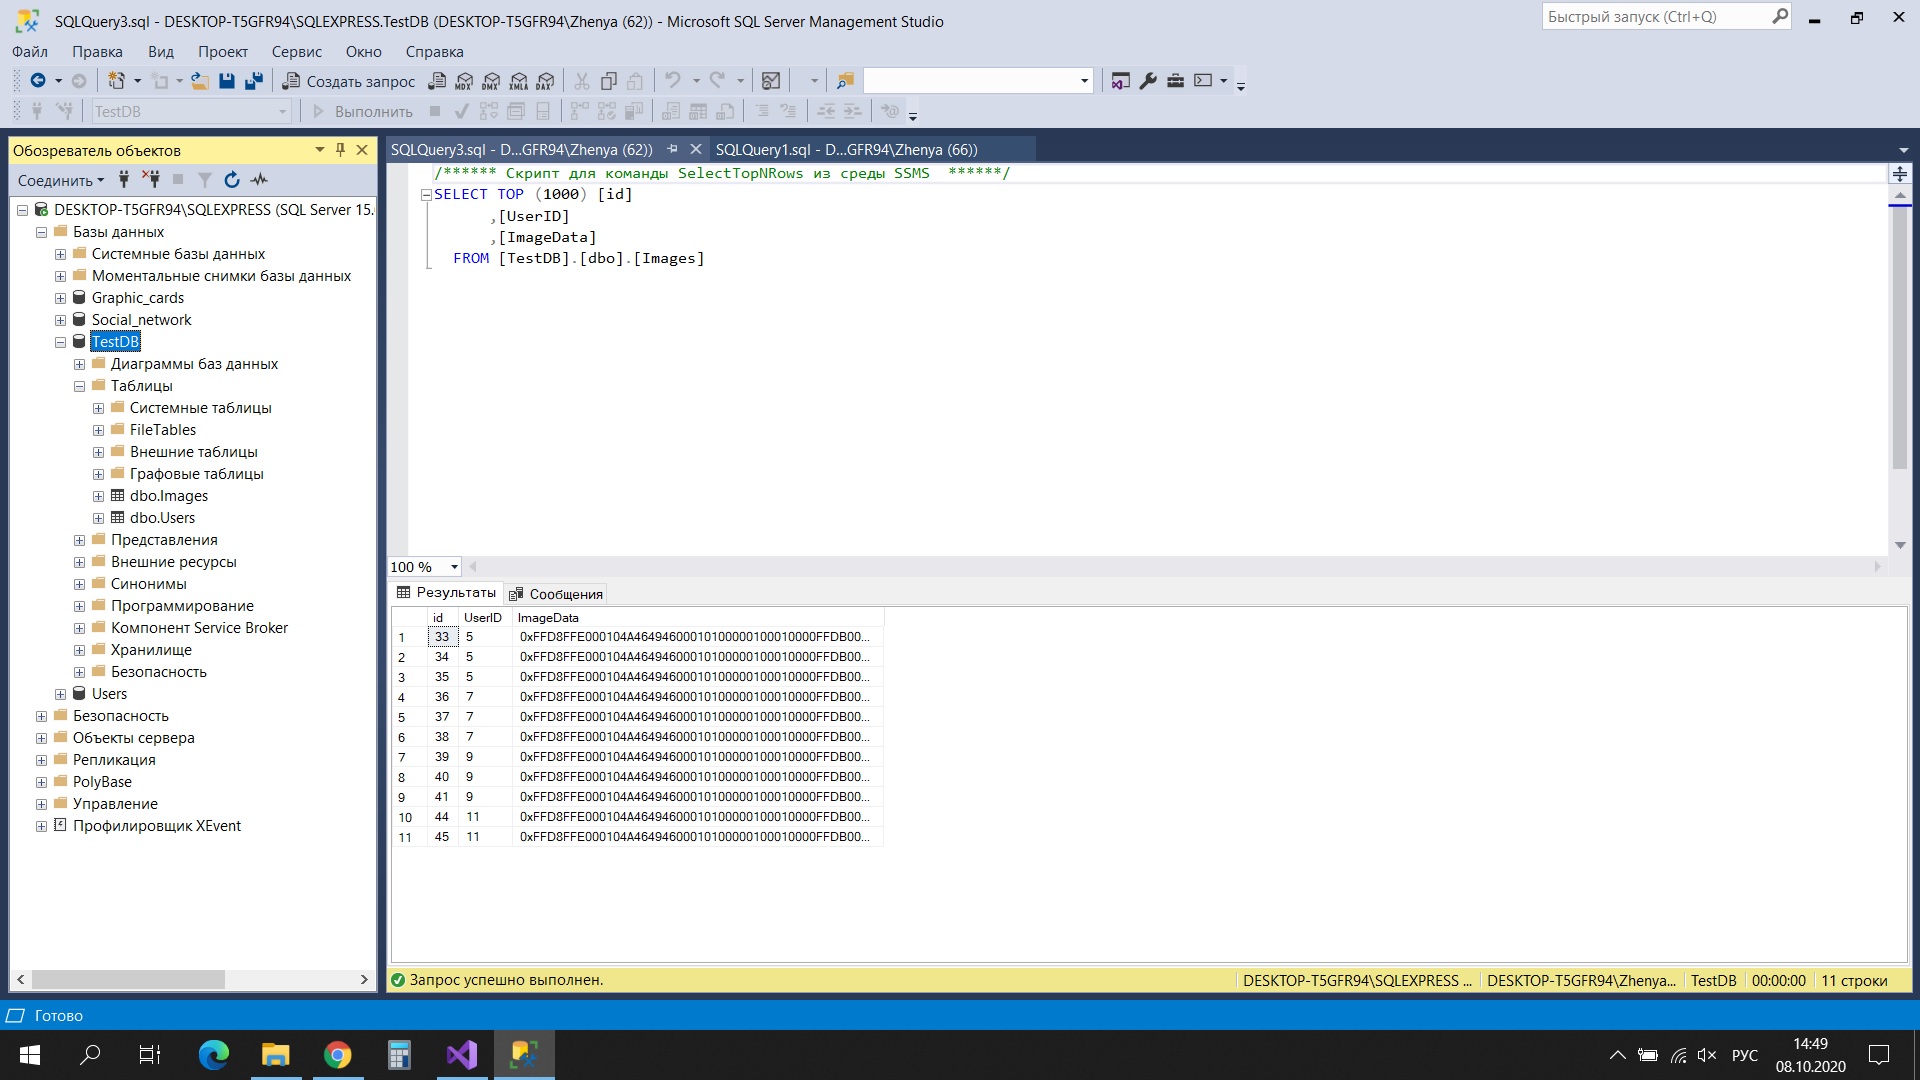 SQLQuery3.sql - DESKTOP-T5GFR94\SQLEXPRESS.TestDB (DESKTOP-T5GFR94\Zhenya (62)) - Microsoft SQL Server Management Studio
Быстрый запуск (Ctrl+Q)
Файл Правка Вид Проект Сервис Окно Справка
Создать запрос MDX DMX XMLA DAX
TestDB Выполнить
Обозреватель объектов
Соединить
DESKTOP-T5GFR94\SQLEXPRESS (SQL Server 15.
Базы данных
Системные базы данных
Моментальные снимки базы данных
Graphic_cards
Social_network
TestDB
Диаграммы баз данных
Таблицы
Системные таблицы
FileTables
Внешние таблицы
Графовые таблицы
dbo.Images
dbo.Users
Представления
Внешние ресурсы
Синонимы
Программирование
Компонент Service Broker
Хранилище
Безопасность
Users
Безопасность
Объекты сервера
Репликация
PolyBase
Управление
Профилировщик XEvent
SQLQuery3.sql - D...GFR94\Zhenya (62)) SQLQuery1.sql - D...GFR94\Zhenya (66))
/****** Скрипт для команды SelectTopNRows из среды SSMS  ******/
SELECT TOP (1000) [id]
,[UserID]
,[ImageData]
FROM [TestDB].[dbo].[Images]
100 %
Результаты Сообщения
id UserID ImageData
1 33 5 0xFFD8FFE000104A46494600010100000100010000FFDB00...
2 34 5 0xFFD8FFE000104A46494600010100000100010000FFDB00...
3 35 5 0xFFD8FFE000104A46494600010100000100010000FFDB00...
4 36 7 0xFFD8FFE000104A46494600010100000100010000FFDB00...
5 37 7 0xFFD8FFE000104A46494600010100000100010000FFDB00...
6 38 7 0xFFD8FFE000104A46494600010100000100010000FFDB00...
7 39 9 0xFFD8FFE000104A46494600010100000100010000FFDB00...
8 40 9 0xFFD8FFE000104A46494600010100000100010000FFDB00...
9 41 9 0xFFD8FFE000104A46494600010100000100010000FFDB00...
10 44 11 0xFFD8FFE000104A46494600010100000100010000FFDB00...
11 45 11 0xFFD8FFE000104A46494600010100000100010000FFDB00...
Запрос успешно выполнен. DESKTOP-T5GFR94\SQLEXPRESS ... DESKTOP-T5GFR94\Zhenya... TestDB 00:00:00 11 строки
Готово
РУС
14:49
08.10.2020